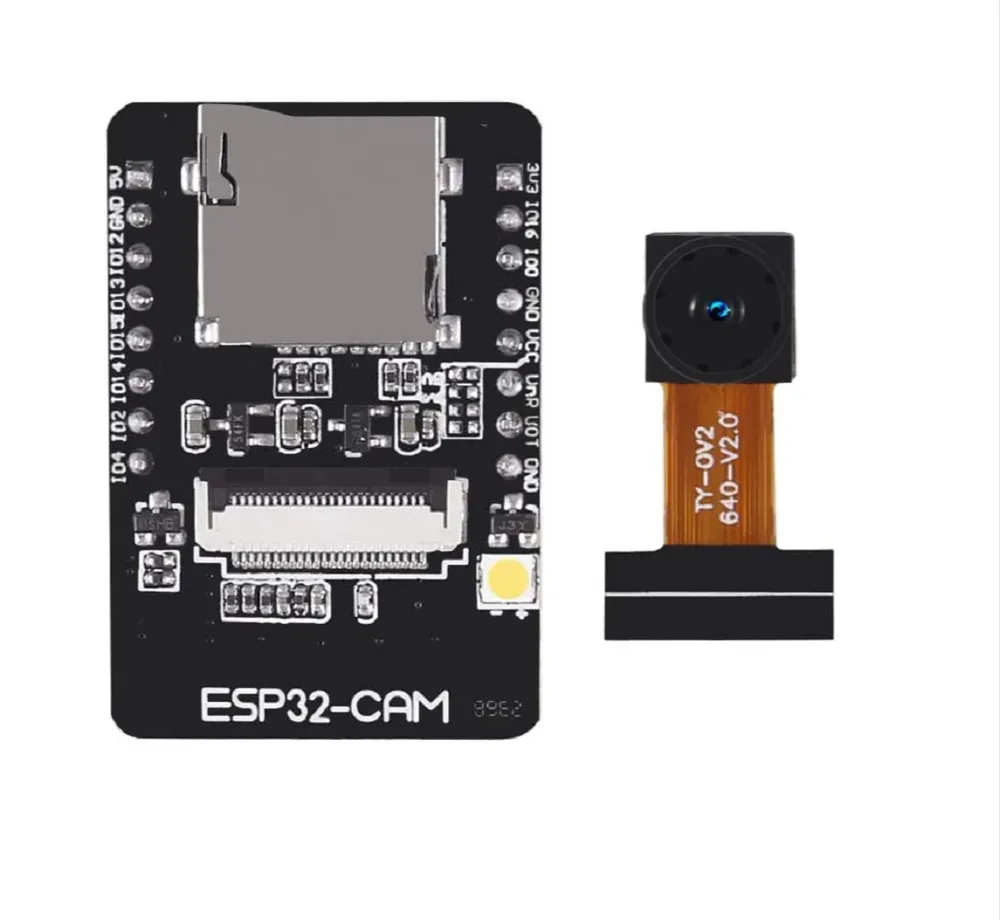 5V
GND
IO12
IO13
IO15
IO14
IO2
IO4
3V3
IO16
IO0
GND
VCC
UOR
UOT
GND
J3Y
ESP32-CAM
TY-OV2
640-V2.0